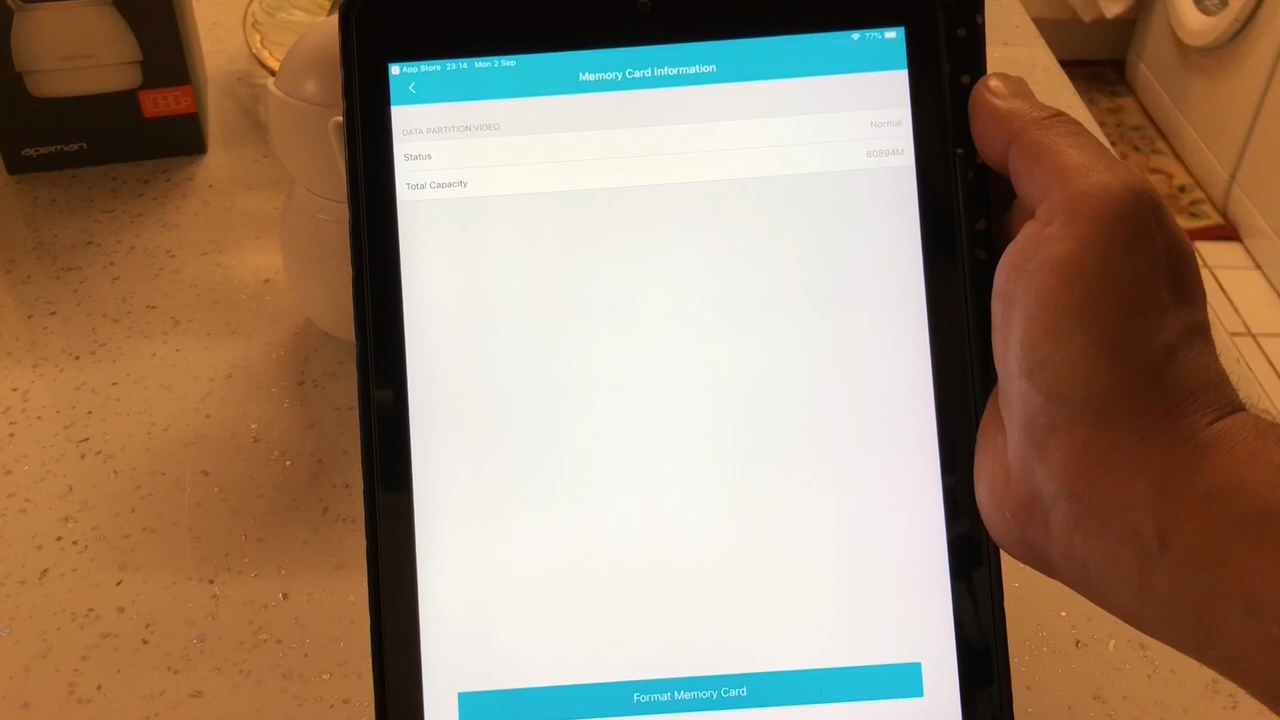 App Store 23:14 Mon 2 Sep
77%
Memory Card Information
DATA PARTITION:VIDEO
Status
Normal
Total Capacity
60894M
Format Memory Card
apeman
1080P